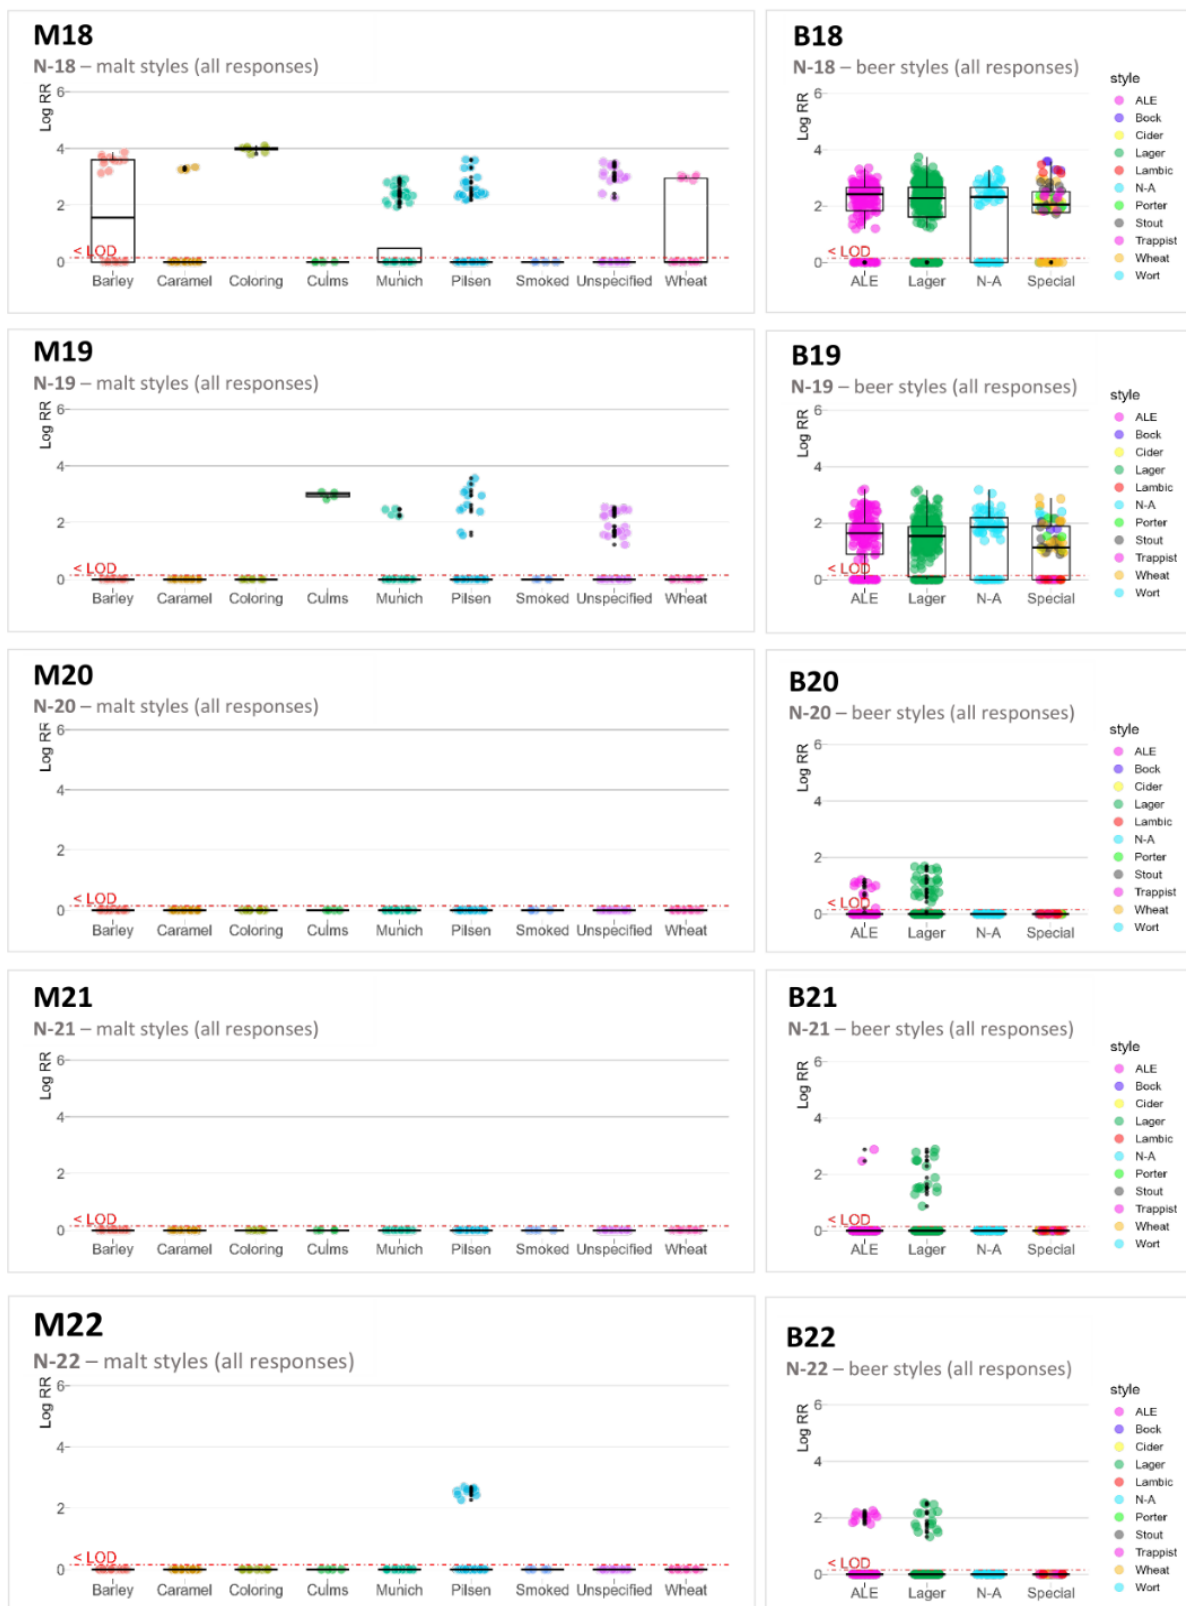 M18
N-18 – malt styles (all responses)
Log RR
6
4
2
0
< LOD
Barley Caramel Coloring Culms Munich Pilsen Smoked Unspecified Wheat
B18
N-18 – beer styles (all responses)
Log RR
6
4
2
0
< LOD
ALE Lager N-A Special
style
ALE
Bock
Cider
Lager
Lambic
N-A
Porter
Stout
Trappist
Wheat
Wort
M19
N-19 – malt styles (all responses)
Log RR
6
4
2
0
< LOD
Barley Caramel Coloring Culms Munich Pilsen Smoked Unspecified Wheat
B19
N-19 – beer styles (all responses)
Log RR
6
4
2
0
< LOD
ALE Lager N-A Special
style
ALE
Bock
Cider
Lager
Lambic
N-A
Porter
Stout
Trappist
Wheat
Wort
M20
N-20 – malt styles (all responses)
Log RR
6
4
2
0
< LOD
Barley Caramel Coloring Culms Munich Pilsen Smoked Unspecified Wheat
B20
N-20 – beer styles (all responses)
Log RR
6
4
2
0
< LOD
ALE Lager N-A Special
style
ALE
Bock
Cider
Lager
Lambic
N-A
Porter
Stout
Trappist
Wheat
Wort
M21
N-21 – malt styles (all responses)
Log RR
6
4
2
0
< LOD
Barley Caramel Coloring Culms Munich Pilsen Smoked Unspecified Wheat
B21
N-21 – beer styles (all responses)
Log RR
6
4
2
0
< LOD
ALE Lager N-A Special
style
ALE
Bock
Cider
Lager
Lambic
N-A
Porter
Stout
Trappist
Wheat
Wort
M22
N-22 – malt styles (all responses)
Log RR
6
4
2
0
< LOD
Barley Caramel Coloring Culms Munich Pilsen Smoked Unspecified Wheat
B22
N-22 – beer styles (all responses)
Log RR
6
4
2
0
< LOD
ALE Lager N-A Special
style
ALE
Bock
Cider
Lager
Lambic
N-A
Porter
Stout
Trappist
Wheat
Wort